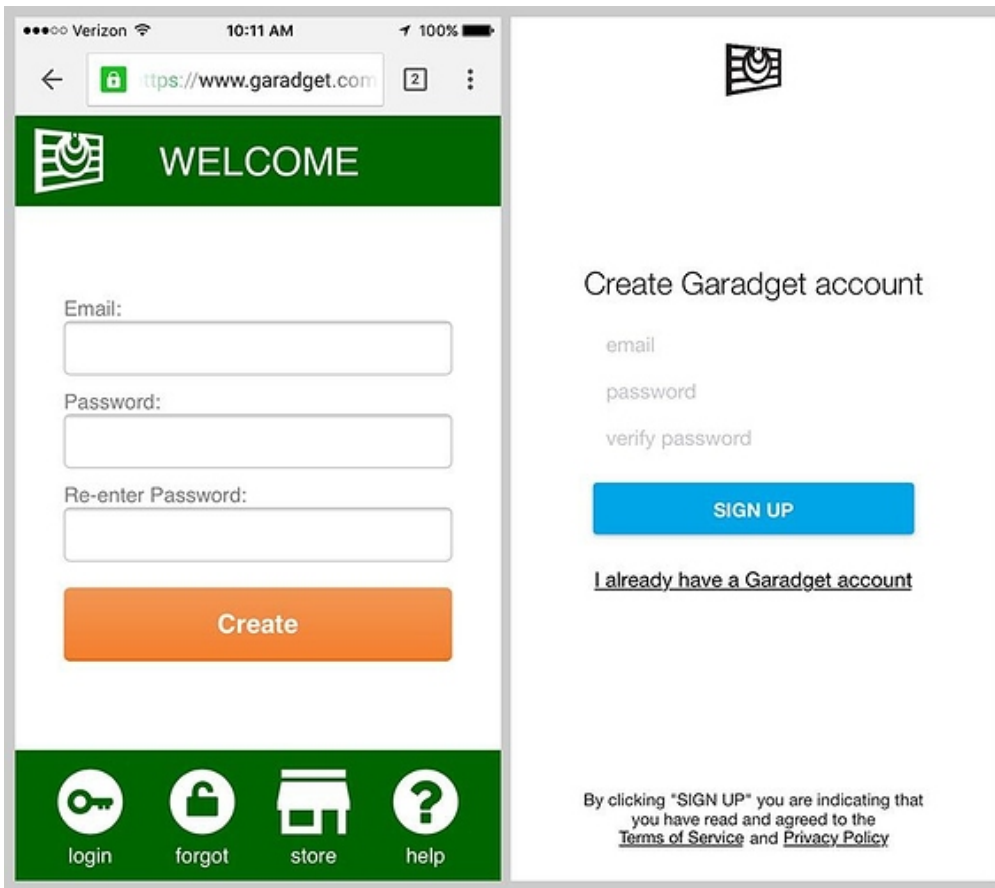 Verizon 10:11 AM 100%
https://www.garadget.com 2
WELCOME
Email:
Password:
Re-enter Password:
Create
login forgot store help
Create Garadget account
email
password
verify password
SIGN UP
I already have a Garadget account
By clicking "SIGN UP" you are indicating that
you have read and agreed to the
Terms of Service and Privacy Policy